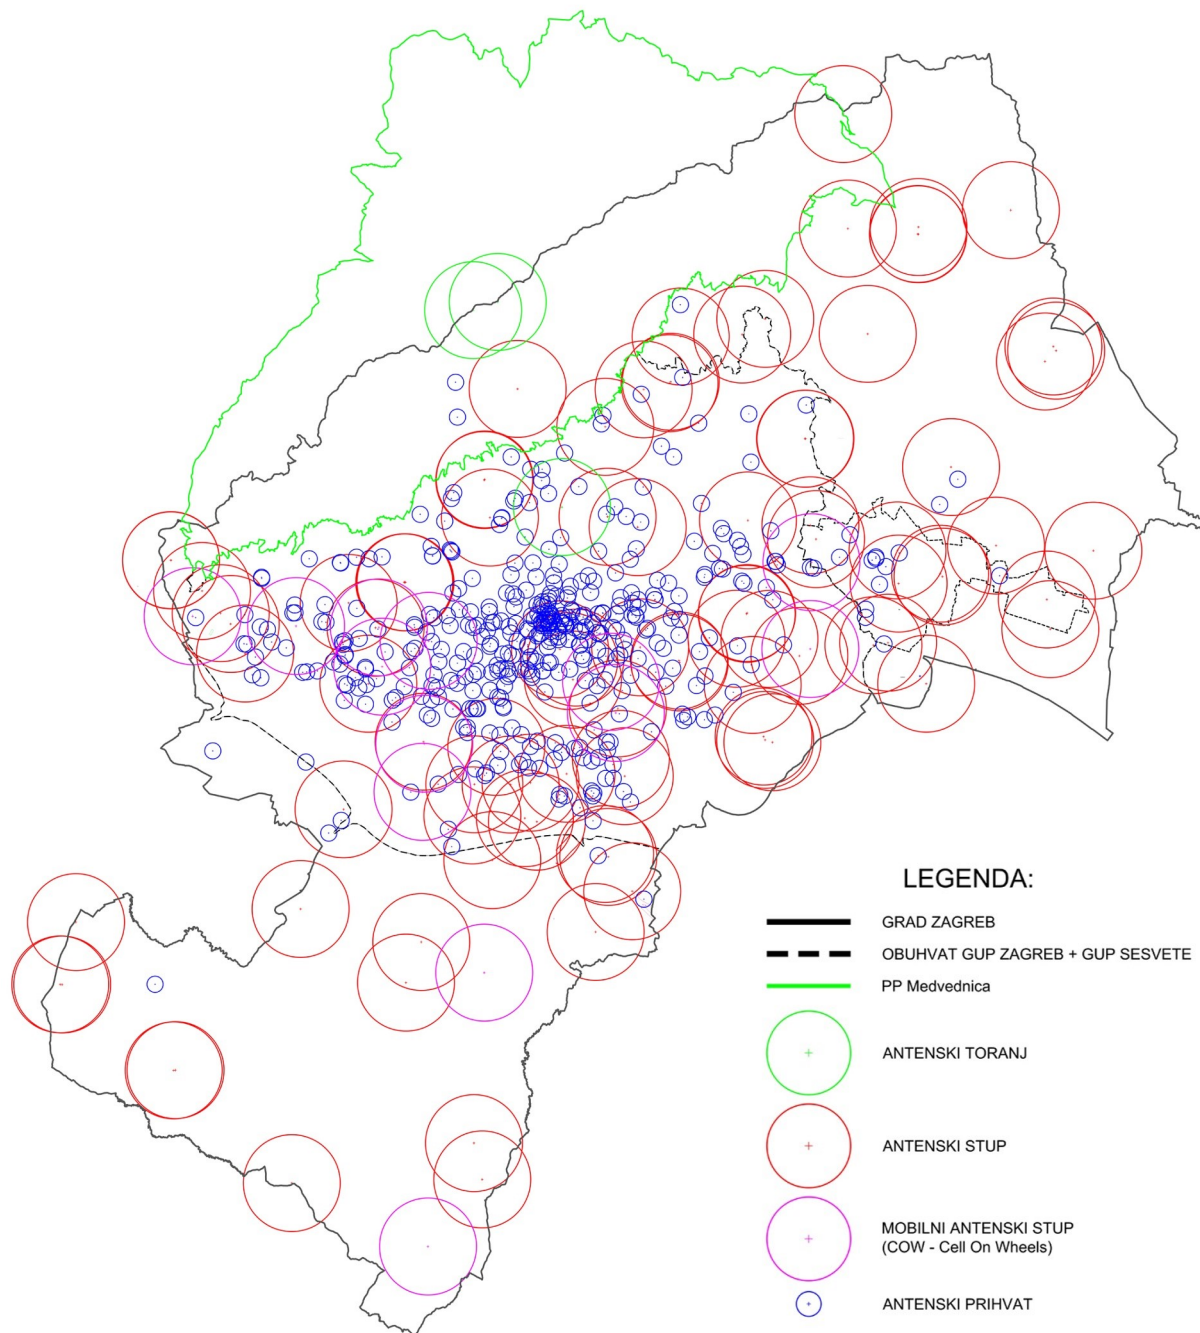 LEGENDA:
GRAD ZAGREB
OBUHVAT GUP ZAGREB + GUP SESVETE
PP Medvednica
ANTENSKI TORANJ
ANTENSKI STUP
MOBILNI ANTENSKI STUP
(COW - Cell On Wheels)
ANTENSKI PRIHVAT